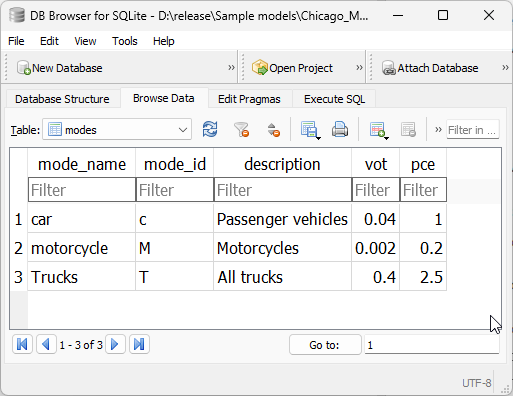 DB Browser for SQLite - D:\release\Sample models\Chicago_M...
File Edit View Tools Help
New Database » Open Project » Attach Database »
Database Structure Browse Data Edit Pragmas Execute SQL
Table: modes » Filter in ...
mode_name mode_id description vot pce
Filter Filter Filter Filter Filter
1 car c Passenger vehicles 0.04 1
2 motorcycle M Motorcycles 0.002 0.2
3 Trucks T All trucks 0.4 2.5
1 - 3 of 3 Go to: 1
UTF-8